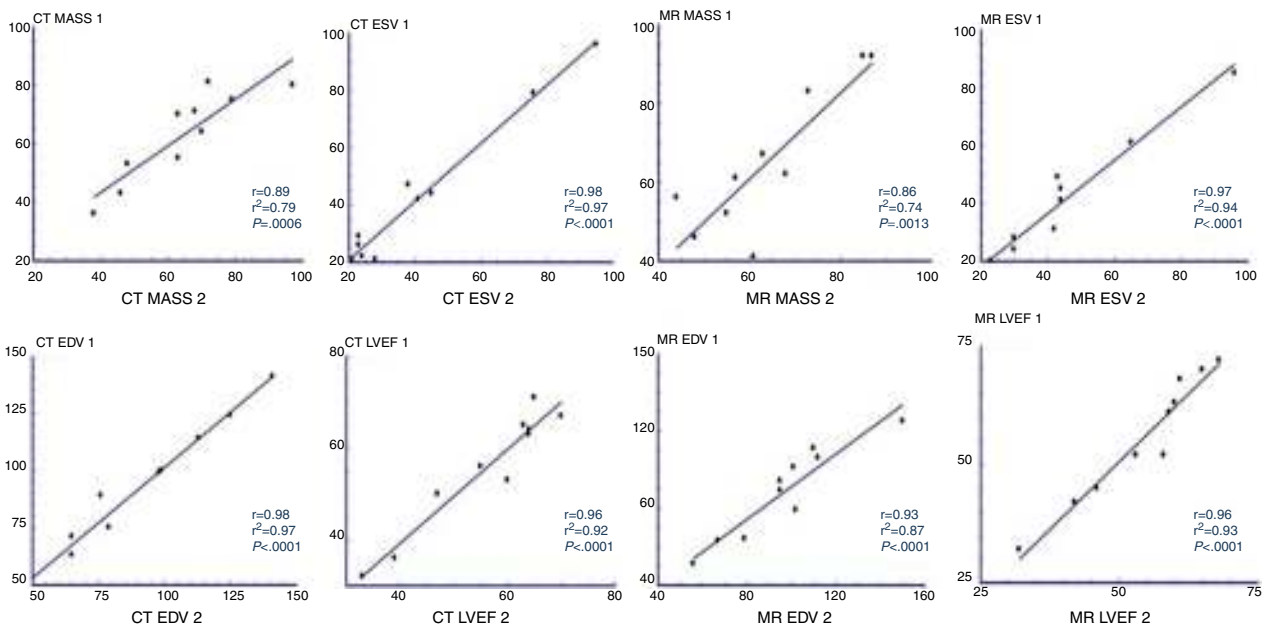 CT MASS 1
100
80
60
40
20
20
40
60
80
100
r=0.89
r²=0.79
P=.0006
CT MASS 2
CT ESV 1
100
80
60
40
20
20
40
60
80
100
r=0.98
r²=0.97
P<.0001
CT ESV 2
MR MASS 1
100
80
60
40
40
60
80
100
r=0.86
r²=0.74
P=.0013
MR MASS 2
MR ESV 1
100
80
60
40
20
20
40
60
80
100
r=0.97
r²=0.94
P<.0001
MR ESV 2
CT EDV 1
150
125
100
75
50
50
75
100
125
150
r=0.98
r²=0.97
P<.0001
CT EDV 2
CT LVEF 1
80
60
40
40
60
80
r=0.96
r²=0.92
P<.0001
CT LVEF 2
MR EDV 1
150
120
60
40
40
80
120
160
r=0.93
r²=0.87
P<.0001
MR EDV 2
MR LVEF 1
75
50
25
25
50
75
r=0.96
r²=0.93
P<.0001
MR LVEF 2